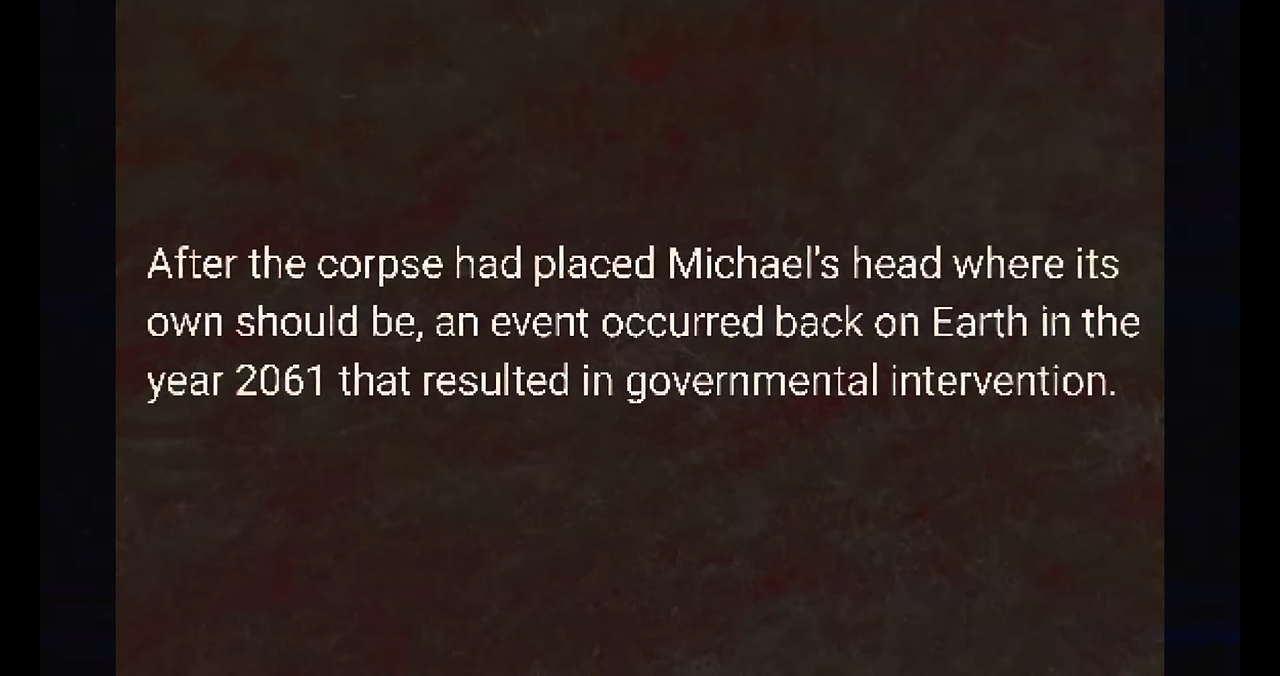 After the corpse had placed Michael's head where its
own should be, an event occurred back on Earth in the
year 2061 that resulted in governmental intervention.